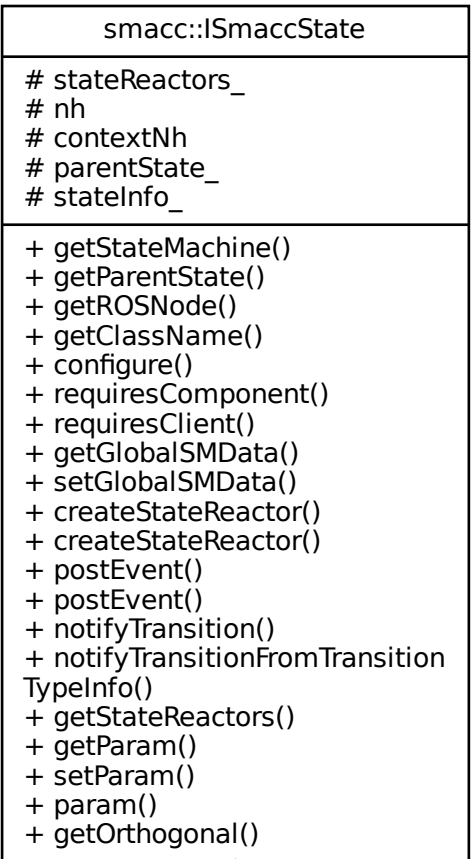 smacc::ISmaccState
# stateReactors_
# nh
# contextNh
# parentState_
# stateInfo_
+ getStateMachine()
+ getParentState()
+ getROSNode()
+ getClassName()
+ configure()
+ requiresComponent()
+ requiresClient()
+ getGlobalSMData()
+ setGlobalSMData()
+ createStateReactor()
+ createStateReactor()
+ postEvent()
+ postEvent()
+ notifyTransition()
+ notifyTransitionFromTransition
TypeInfo()
+ getStateReactors()
+ getParam()
+ setParam()
+ param()
+ getOrthogonal()